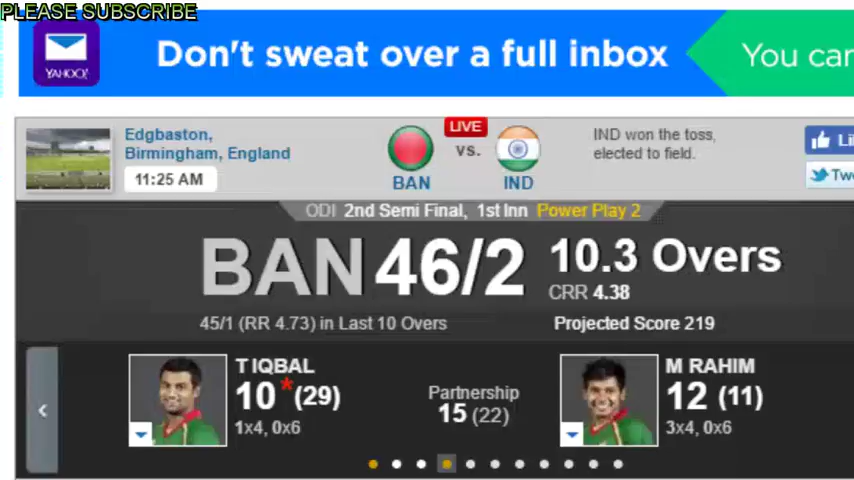 PLEASE SUBSCRIBE
YAHOO!
Don't sweat over a full inbox
You can
Edgbaston,
Birmingham, England
11:25 AM
BAN
LIVE
vs.
IND
IND won the toss,
elected to field.
ODI 2nd Semi Final, 1st Inn Power Play 2
BAN 46/2
10.3 Overs
CRR 4.38
45/1 (RR 4.73) in Last 10 Overs
Projected Score 219
T IQBAL
10*(29)
1x4, 0x6
Partnership
15 (22)
M RAHIM
12 (11)
3x4, 0x6